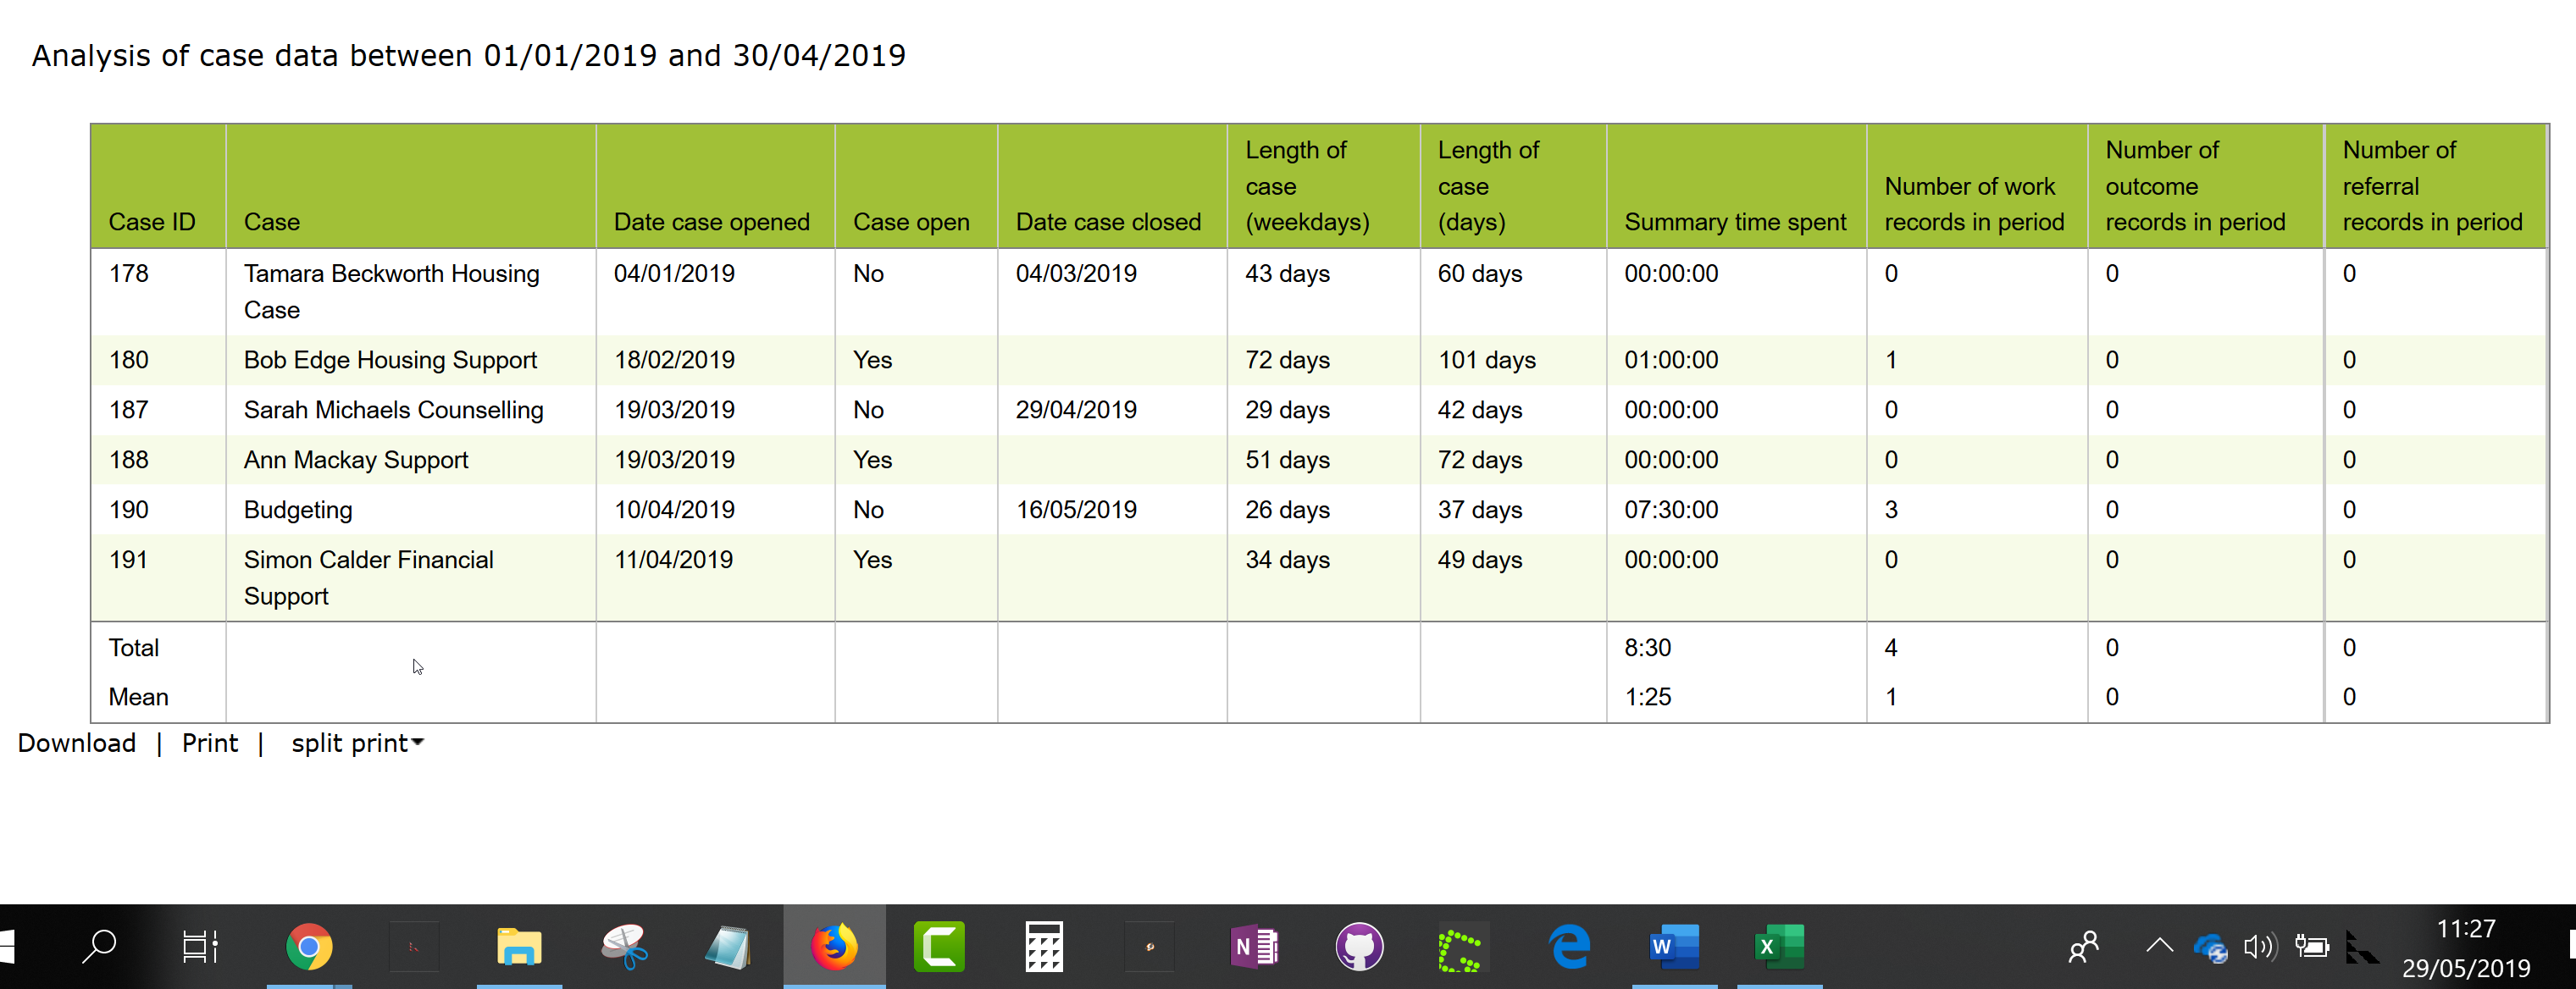 Analysis of case data between 01/01/2019 and 30/04/2019
Case ID Case Date case opened Case open Date case closed Length of case (weekdays) Length of case (days) Summary time spent Number of work records in period Number of outcome records in period Number of referral records in period
178 Tamara Beckworth Housing Case 04/01/2019 No 04/03/2019 43 days 60 days 00:00:00 0 0 0
180 Bob Edge Housing Support 18/02/2019 Yes 72 days 101 days 01:00:00 1 0 0
187 Sarah Michaels Counselling 19/03/2019 No 29/04/2019 29 days 42 days 00:00:00 0 0 0
188 Ann Mackay Support 19/03/2019 Yes 51 days 72 days 00:00:00 0 0 0
190 Budgeting 10/04/2019 No 16/05/2019 26 days 37 days 07:30:00 3 0 0
191 Simon Calder Financial Support 11/04/2019 Yes 34 days 49 days 00:00:00 0 0 0
Total 8:30 4 0 0
Mean 1:25 1 0 0
Download | Print | split print
N W X
11:27
29/05/2019